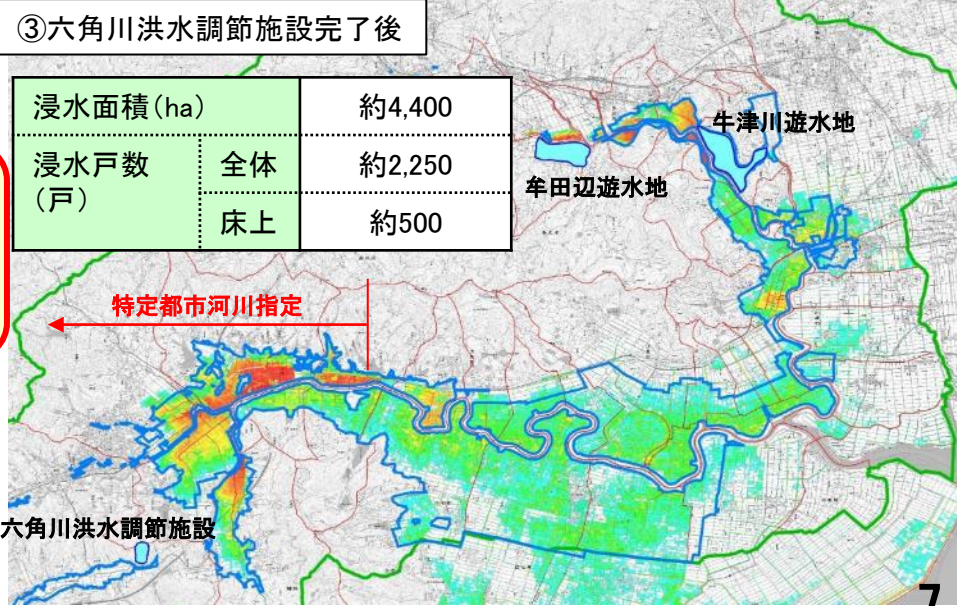 ③六角川洪水調節施設完了後
浸水面積(ha) 約4,400
浸水戸数(戸) 全体 約2,250
床上 約500
牛津川遊水地
牟田辺遊水地
特定都市河川指定
六角川洪水調節施設
7